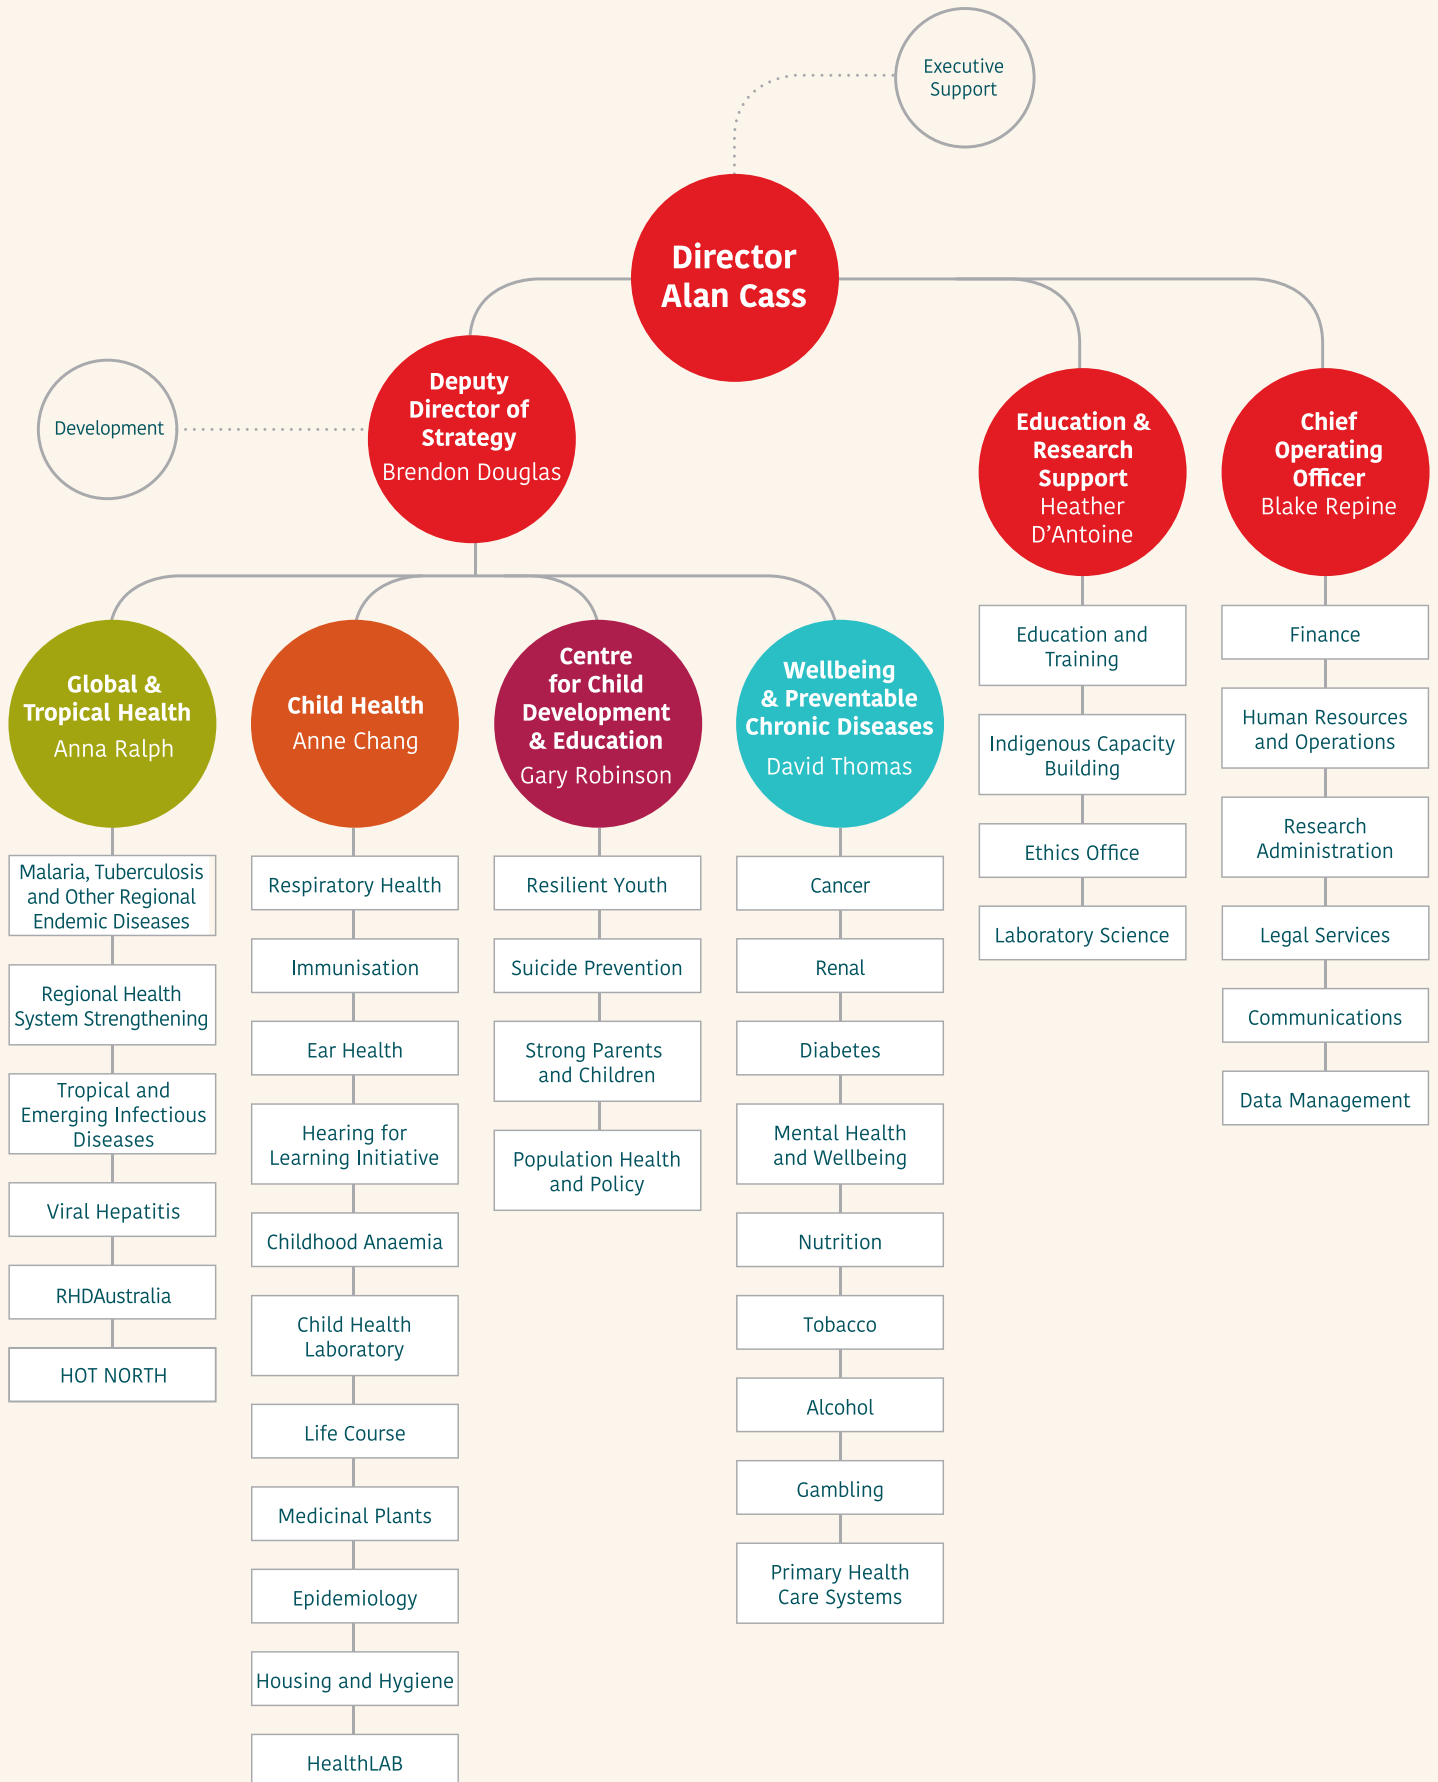 Executive
Support
Director
Alan Cass
Deputy
Director of
Strategy
Brendon Douglas
Development
Education &
Research
Support
Heather
D’Antoine
Chief
Operating
Officer
Blake Repine
Global &
Tropical Health
Anna Ralph
Child Health
Anne Chang
Centre
for Child
Development
& Education
Gary Robinson
Wellbeing
& Preventable
Chronic Diseases
David Thomas
Malaria, Tuberculosis
and Other Regional
Endemic Diseases
Regional Health
System Strengthening
Tropical and
Emerging Infectious
Diseases
Viral Hepatitis
RHDAustralia
HOT NORTH
Respiratory Health
Immunisation
Ear Health
Hearing for
Learning Initiative
Childhood Anaemia
Child Health
Laboratory
Life Course
Medicinal Plants
Epidemiology
Housing and Hygiene
HealthLAB
Resilient Youth
Suicide Prevention
Strong Parents
and Children
Population Health
and Policy
Cancer
Renal
Diabetes
Mental Health
and Wellbeing
Nutrition
Tobacco
Alcohol
Gambling
Primary Health
Care Systems
Education and
Training
Indigenous Capacity
Building
Ethics Office
Laboratory Science
Finance
Human Resources
and Operations
Research
Administration
Legal Services
Communications
Data Management